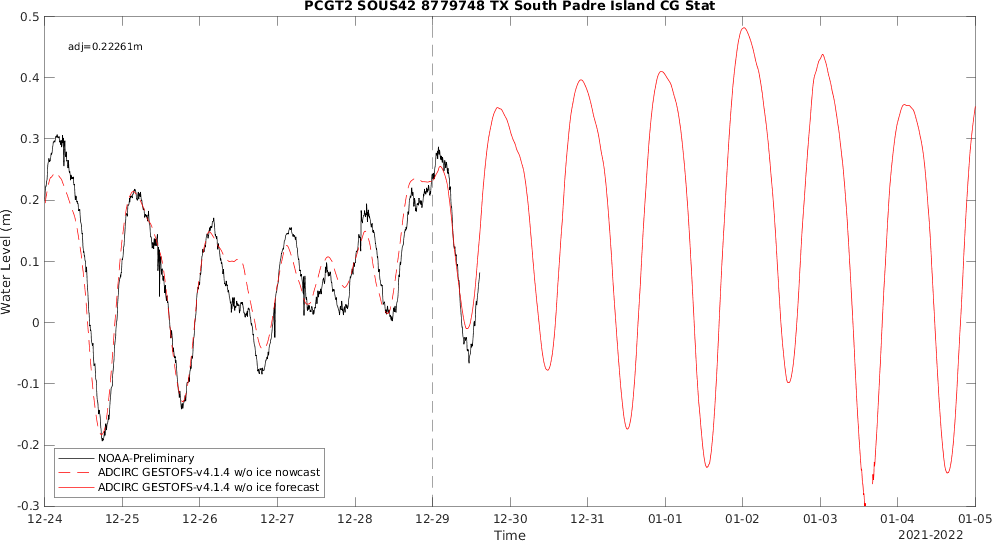 PCGT2 SOUS42 8779748 TX South Padre Island CG Stat
adj=0.22261m
0.5
0.4
0.3
0.2
0.1
0
-0.1
-0.2
-0.3
Water Level (m)
NOAA-Preliminary
ADCIRC GESTOFS-v4.1.4 w/o ice nowcast
ADCIRC GESTOFS-v4.1.4 w/o ice forecast
12-24 12-25 12-26 12-27 12-28 12-29 12-30 12-31 01-01 01-02 01-03 01-04 01-05
Time
2021-2022